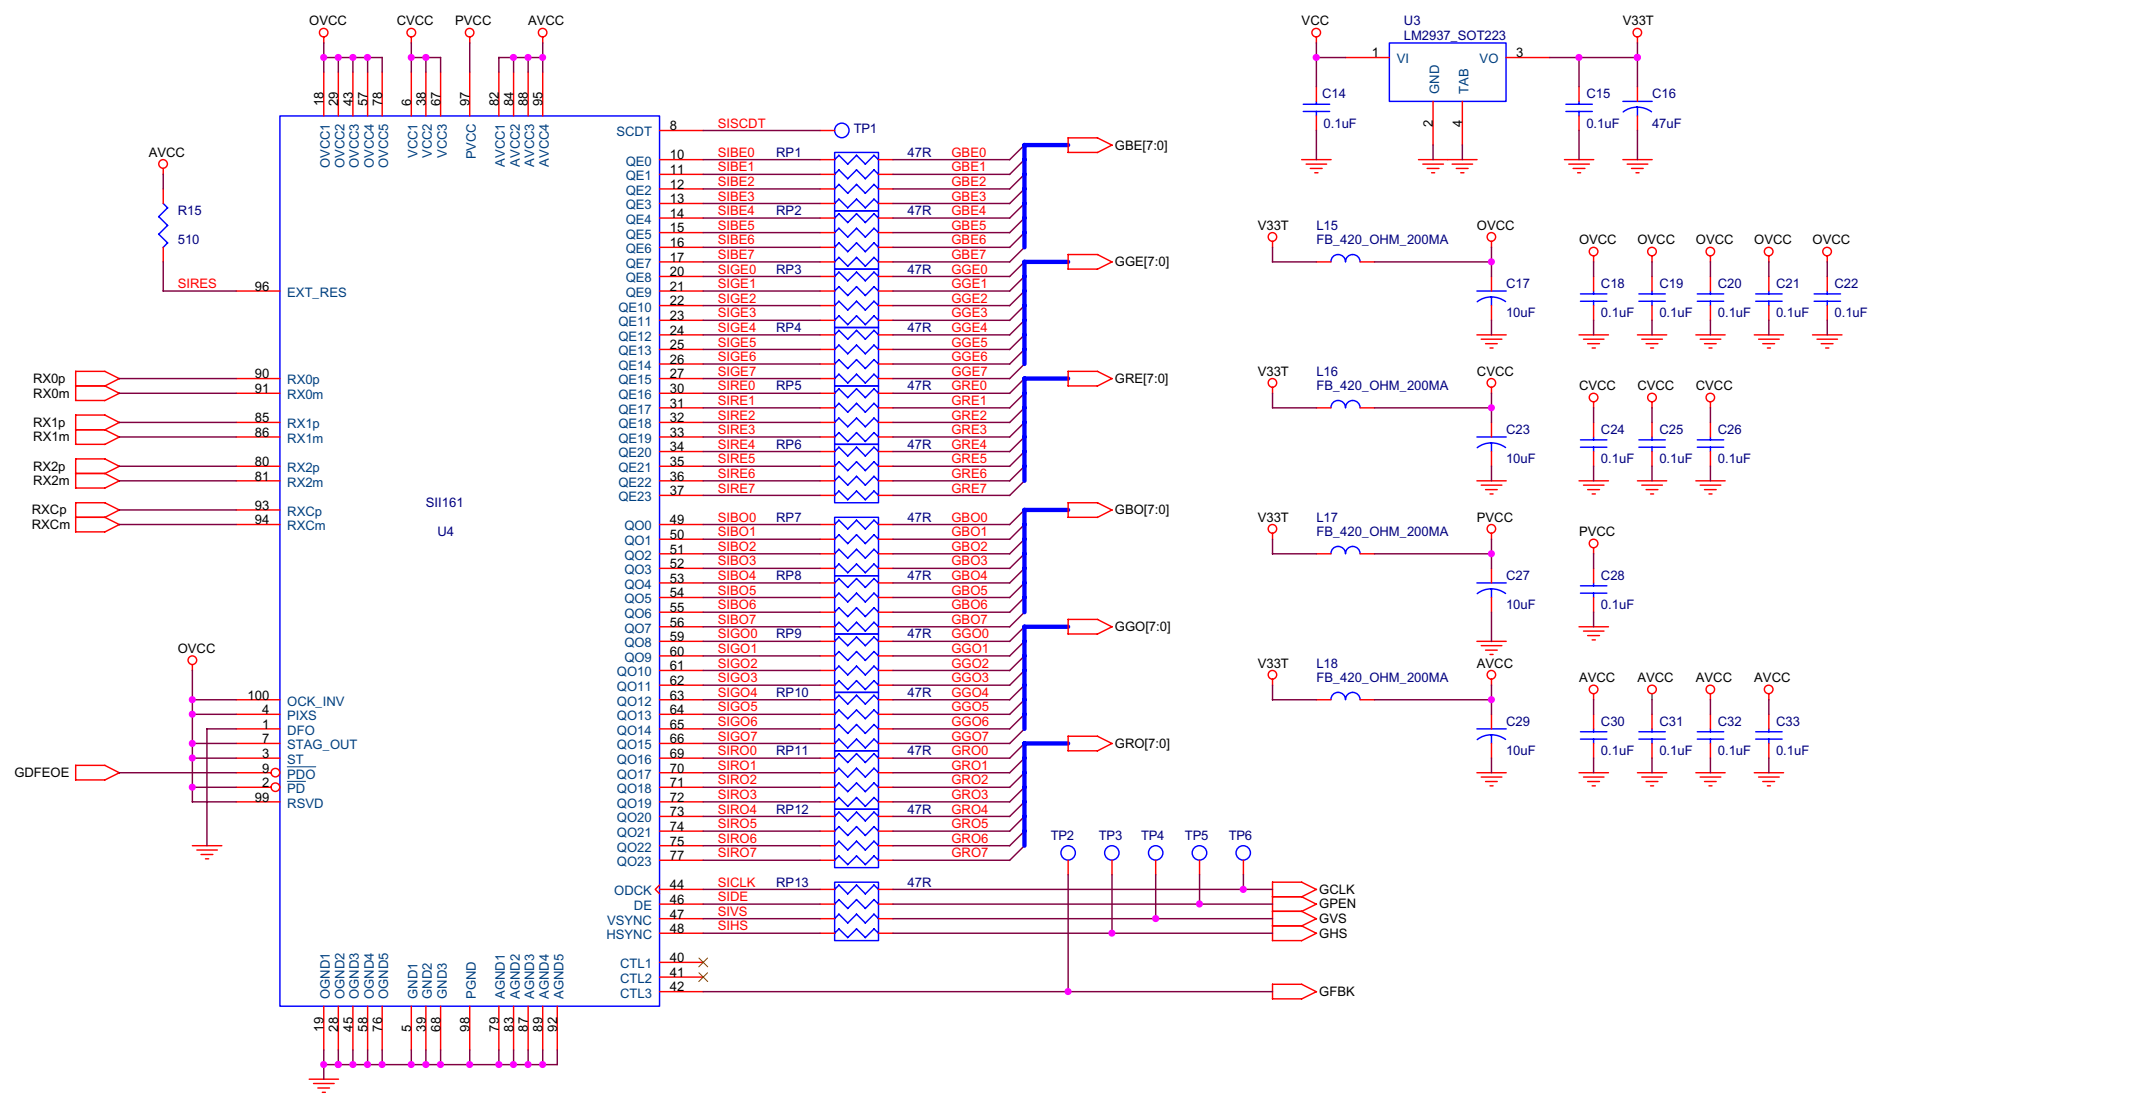 OVCC CVCC PVCC AVCC
18 29 43 57 78 6 38 67 97 82 84 88 95
OVCC1 OVCC2 OVCC3 OVCC4 OVCC5 VCC1 VCC2 VCC3 PVCC AVCC1 AVCC2 AVCC3 AVCC4
AVCC
R15
510
SIRES 96 EXT_RES
RX0p 90 RX0p
RX0m 91 RX0m
RX1p 85 RX1p
RX1m 86 RX1m
RX2p 80 RX2p
RX2m 81 RX2m
RXCp 93 RXCp
RXCm 94 RXCm
SII161
U4
OVCC
100 OCK_INV
4 PIXS
1 DFO
7 STAG_OUT
3 ST
GDFEOE 9 PDO
2 PD
99 RSVD
OGND1 OGND2 OGND3 OGND4 OGND5 GND1 GND2 GND3 PGND AGND1 AGND2 AGND3 AGND4 AGND5
19 28 45 58 76 5 39 68 98 79 83 87 89 92
SCDT 8 SISCDT TP1
QE0 10 SIBE0 RP1 47R GBE0 GBE[7:0]
QE1 11 SIBE1 GBE1
QE2 12 SIBE2 GBE2
QE3 13 SIBE3 GBE3
QE4 14 SIBE4 RP2 47R GBE4
QE5 15 SIBE5 GBE5
QE6 16 SIBE6 GBE6
QE7 17 SIBE7 GBE7
QE8 20 SIGE0 RP3 47R GGE0 GGE[7:0]
QE9 21 SIGE1 GGE1
QE10 22 SIGE2 GGE2
QE11 23 SIGE3 GGE3
QE12 24 SIGE4 RP4 47R GGE4
QE13 25 SIGE5 GGE5
QE14 26 SIGE6 GGE6
QE15 27 SIGE7 GGE7
QE16 30 SIRE0 RP5 47R GRE0 GRE[7:0]
QE17 31 SIRE1 GRE1
QE18 32 SIRE2 GRE2
QE19 33 SIRE3 GRE3
QE20 34 SIRE4 RP6 47R GRE4
QE21 35 SIRE5 GRE5
QE22 36 SIRE6 GRE6
QE23 37 SIRE7 GRE7
QO0 49 SIBO0 RP7 47R GBO0 GBO[7:0]
QO1 50 SIBO1 GBO1
QO2 51 SIBO2 GBO2
QO3 52 SIBO3 GBO3
QO4 53 SIBO4 RP8 47R GBO4
QO5 54 SIBO5 GBO5
QO6 55 SIBO6 GBO6
QO7 56 SIBO7 GBO7
QO8 59 SIGO0 RP9 47R GGO0 GGO[7:0]
QO9 60 SIGO1 GGO1
QO10 61 SIGO2 GGO2
QO11 62 SIGO3 GGO3
QO12 63 SIGO4 RP10 47R GGO4
QO13 64 SIGO5 GGO5
QO14 65 SIGO6 GGO6
QO15 66 SIGO7 GGO7
QO16 69 SIRO0 RP11 47R GRO0 GRO[7:0]
QO17 70 SIRO1 GRO1
QO18 71 SIRO2 GRO2
QO19 72 SIRO3 GRO3
QO20 73 SIRO4 RP12 47R GRO4
QO21 74 SIRO5 GRO5
QO22 75 SIRO6 GRO6
QO23 77 SIRO7 GRO7
TP2 TP3 TP4 TP5 TP6
ODCK 44 SICLK RP13 47R GCLK
DE 46 SIDE GPEN
VSYNC 47 SIVS GVS
HSYNC 48 SIHS GHS
CTL1 40
CTL2 41
CTL3 42 GFBK
VCC U3 V33T
LM2937_SOT223
1 VI GND TAB VO 3
2 4
C14 C15 C16
0.1uF 0.1uF 47uF
V33T L15 OVCC
FB_420_OHM_200MA
OVCC OVCC OVCC OVCC OVCC
C17 C18 C19 C20 C21 C22
10uF 0.1uF 0.1uF 0.1uF 0.1uF 0.1uF
V33T L16 CVCC
FB_420_OHM_200MA
CVCC CVCC CVCC
C23 C24 C25 C26
10uF 0.1uF 0.1uF 0.1uF
V33T L17 PVCC
FB_420_OHM_200MA
PVCC
C27 C28
10uF 0.1uF
V33T L18 AVCC
FB_420_OHM_200MA
AVCC AVCC AVCC AVCC
C29 C30 C31 C32 C33
10uF 0.1uF 0.1uF 0.1uF 0.1uF